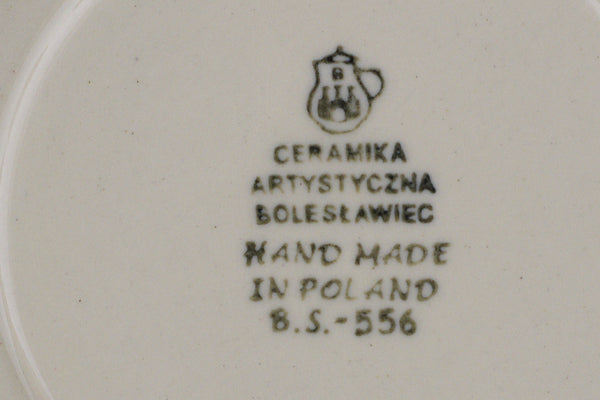 B
CERAMIKA
ARTYSTYCZNA
BOLESŁAWIEC
HAND MADE
IN POLAND
B.S.-556